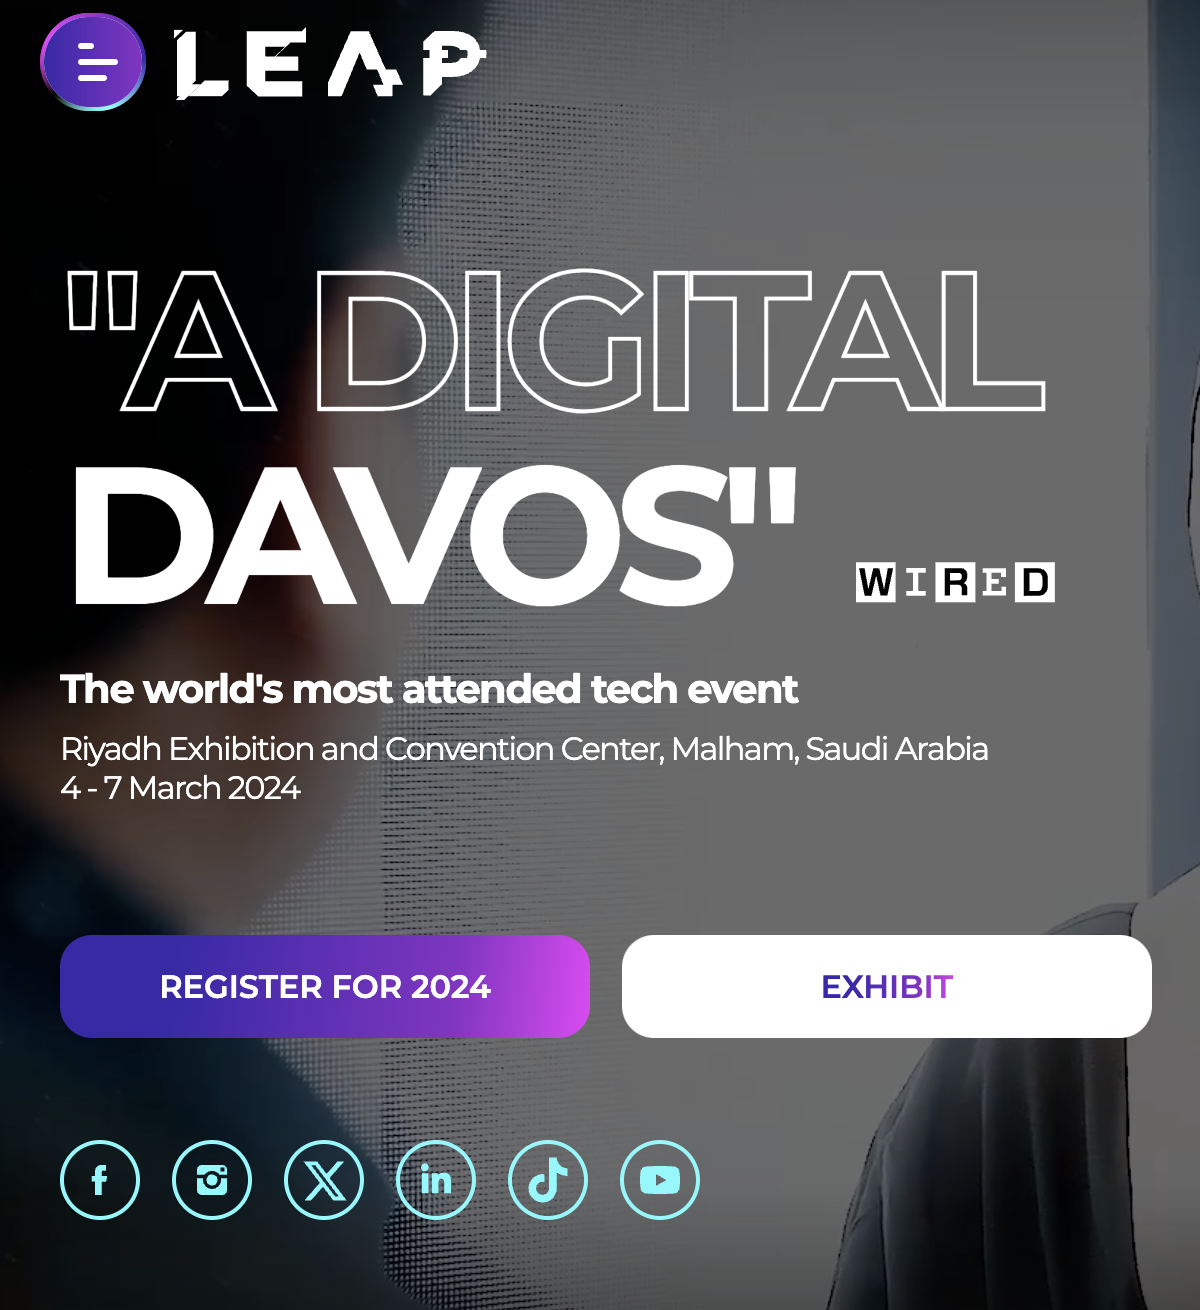 LEAP
"A DIGITAL
DAVOS"
WIRED
The world's most attended tech event
Riyadh Exhibition and Convention Center, Malham, Saudi Arabia
4 - 7 March 2024
REGISTER FOR 2024
EXHIBIT